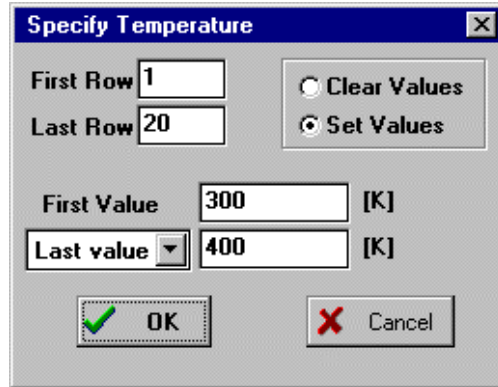 Specify Temperature
First Row 1
Last Row 20
Clear Values
Set Values
First Value 300 [K]
Last value 400 [K]
OK Cancel